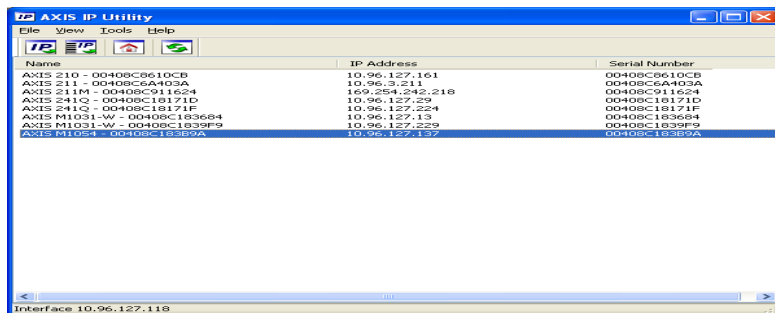 IP AXIS IP Utility
File View Tools Help
IP IP
Name IP Address Serial Number
AXIS 210 - 00408C8610CB 10.96.127.161 00408C8610CB
AXIS 211 - 00408C6A403A 10.96.3.211 00408C6A403A
AXIS 211M - 00408C911624 169.254.242.218 00408C911624
AXIS 241Q - 00408C18171D 10.96.127.29 00408C18171D
AXIS 241Q - 00408C18171F 10.96.127.224 00408C18171F
AXIS M1031-W - 00408C183684 10.96.127.13 00408C183684
AXIS M1031-W - 00408C1839F9 10.96.127.229 00408C1839F9
AXIS M1054 - 00408C183B9A 10.96.127.137 00408C183B9A
Interface 10.96.127.118